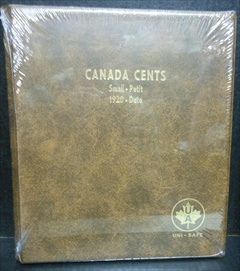 CANADA CENTS
Small - Petit
1920 - Date
U
A
UNI-SAFE